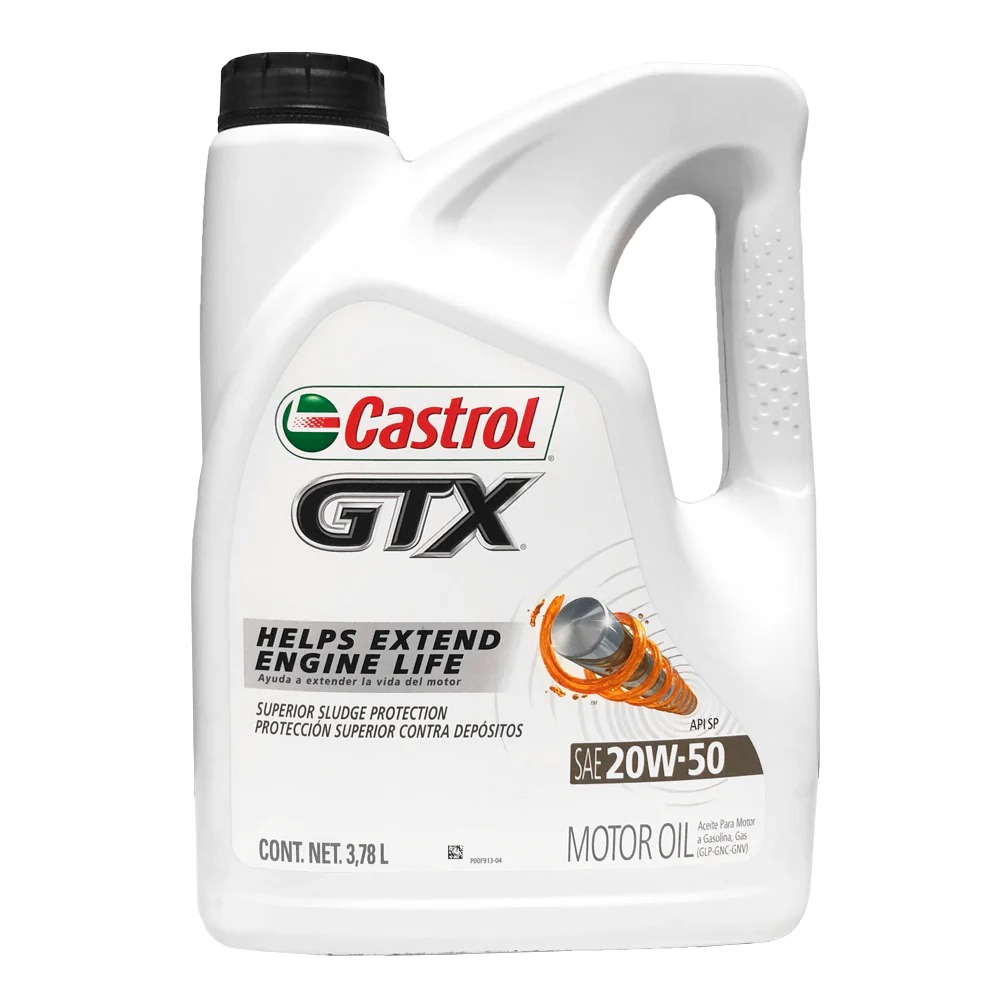 Castrol
GTX
HELPS EXTEND
ENGINE LIFE
Ayuda a extender la vida del motor
SUPERIOR SLUDGE PROTECTION
PROTECCIÓN SUPERIOR CONTRA DEPÓSITOS
TM
API SP
SAE 20W-50
MOTOR OIL
Aceite Para Motor
a Gasolina, Gas
(GLP-GNC-GNV)
CONT. NET. 3,78 L
P00F913-04